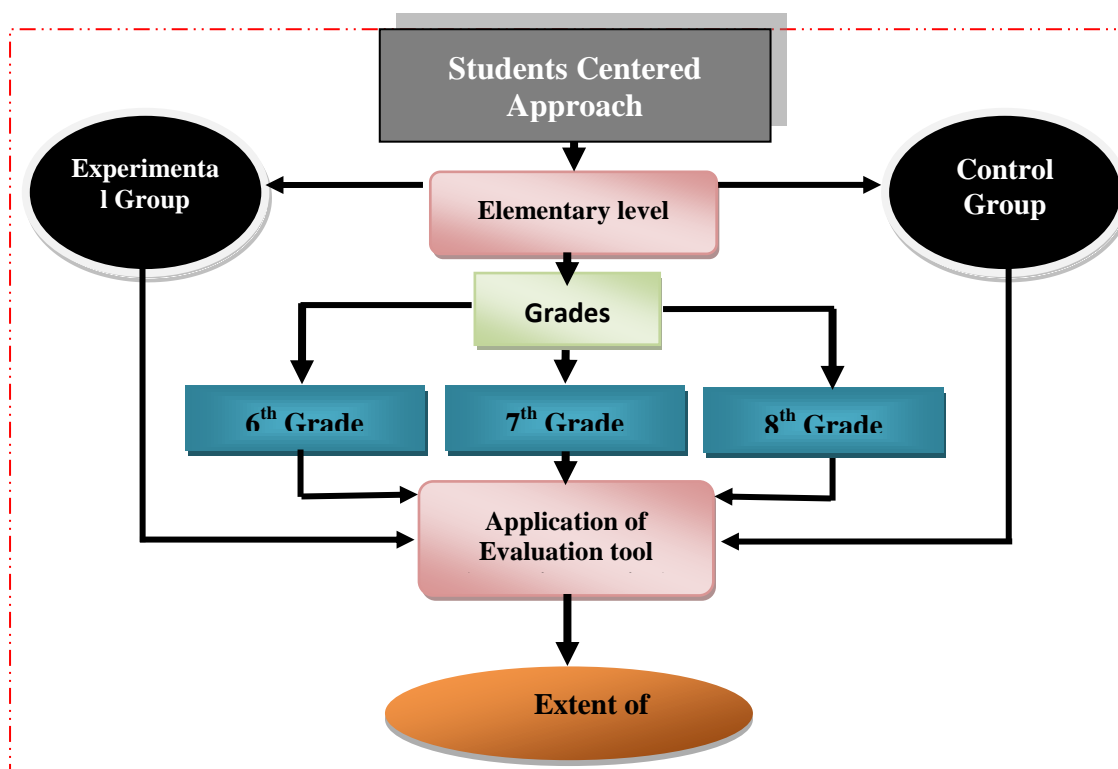 Students Centered
Approach
Experimenta
l Group
Control
Group
Elementary level
Grades
6th Grade
7th Grade
8th Grade
Application of
Evaluation tool
Extent of